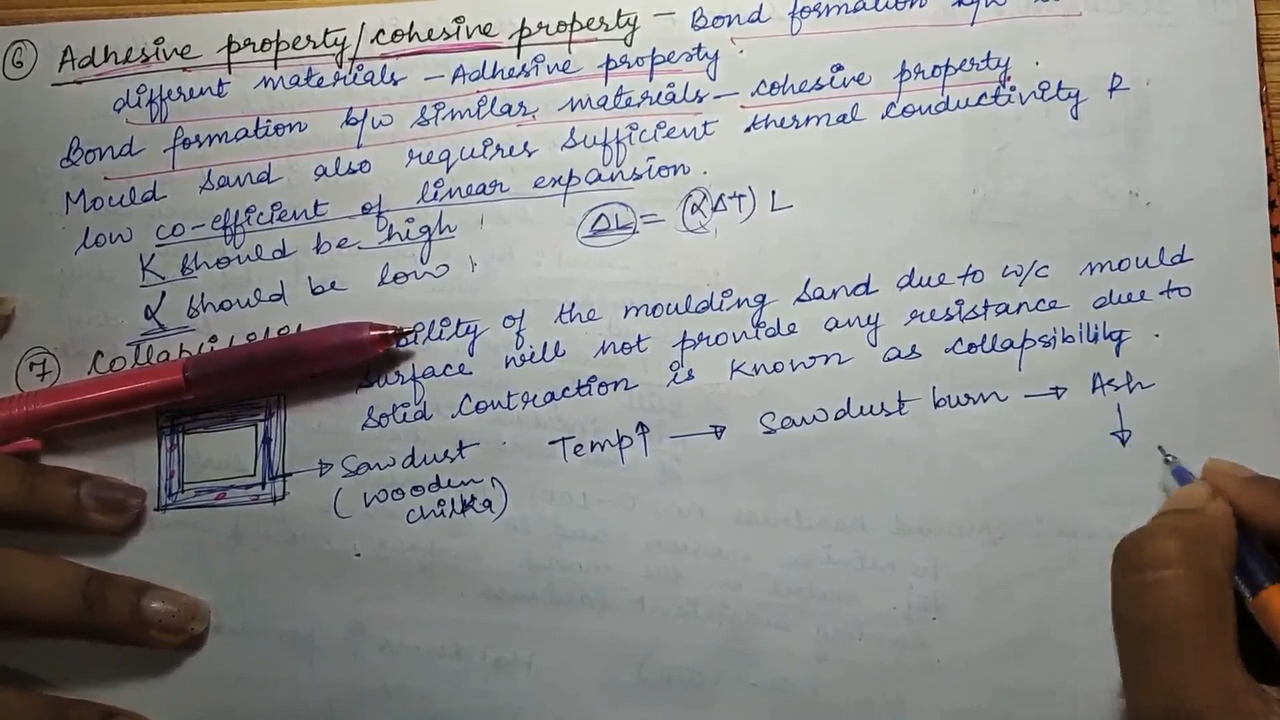 ⑥ Adhesive property/cohesive property - Bond formation b/w
different materials - Adhesive property.
Bond formation b/w similar materials - cohesive property.
Mould sand also requires sufficient thermal conductivity &
low co-efficient of linear expansion.
K should be high ΔL = (αΔT) L
α should be low
⑦ bility of the moulding sand due to w/c mould
surface will not provide any resistance due to
solid contraction is known as collapsibility.
Temp↑ → Sawdust burn → Ash
↓
→ Sawdust
(wooden
chilka)